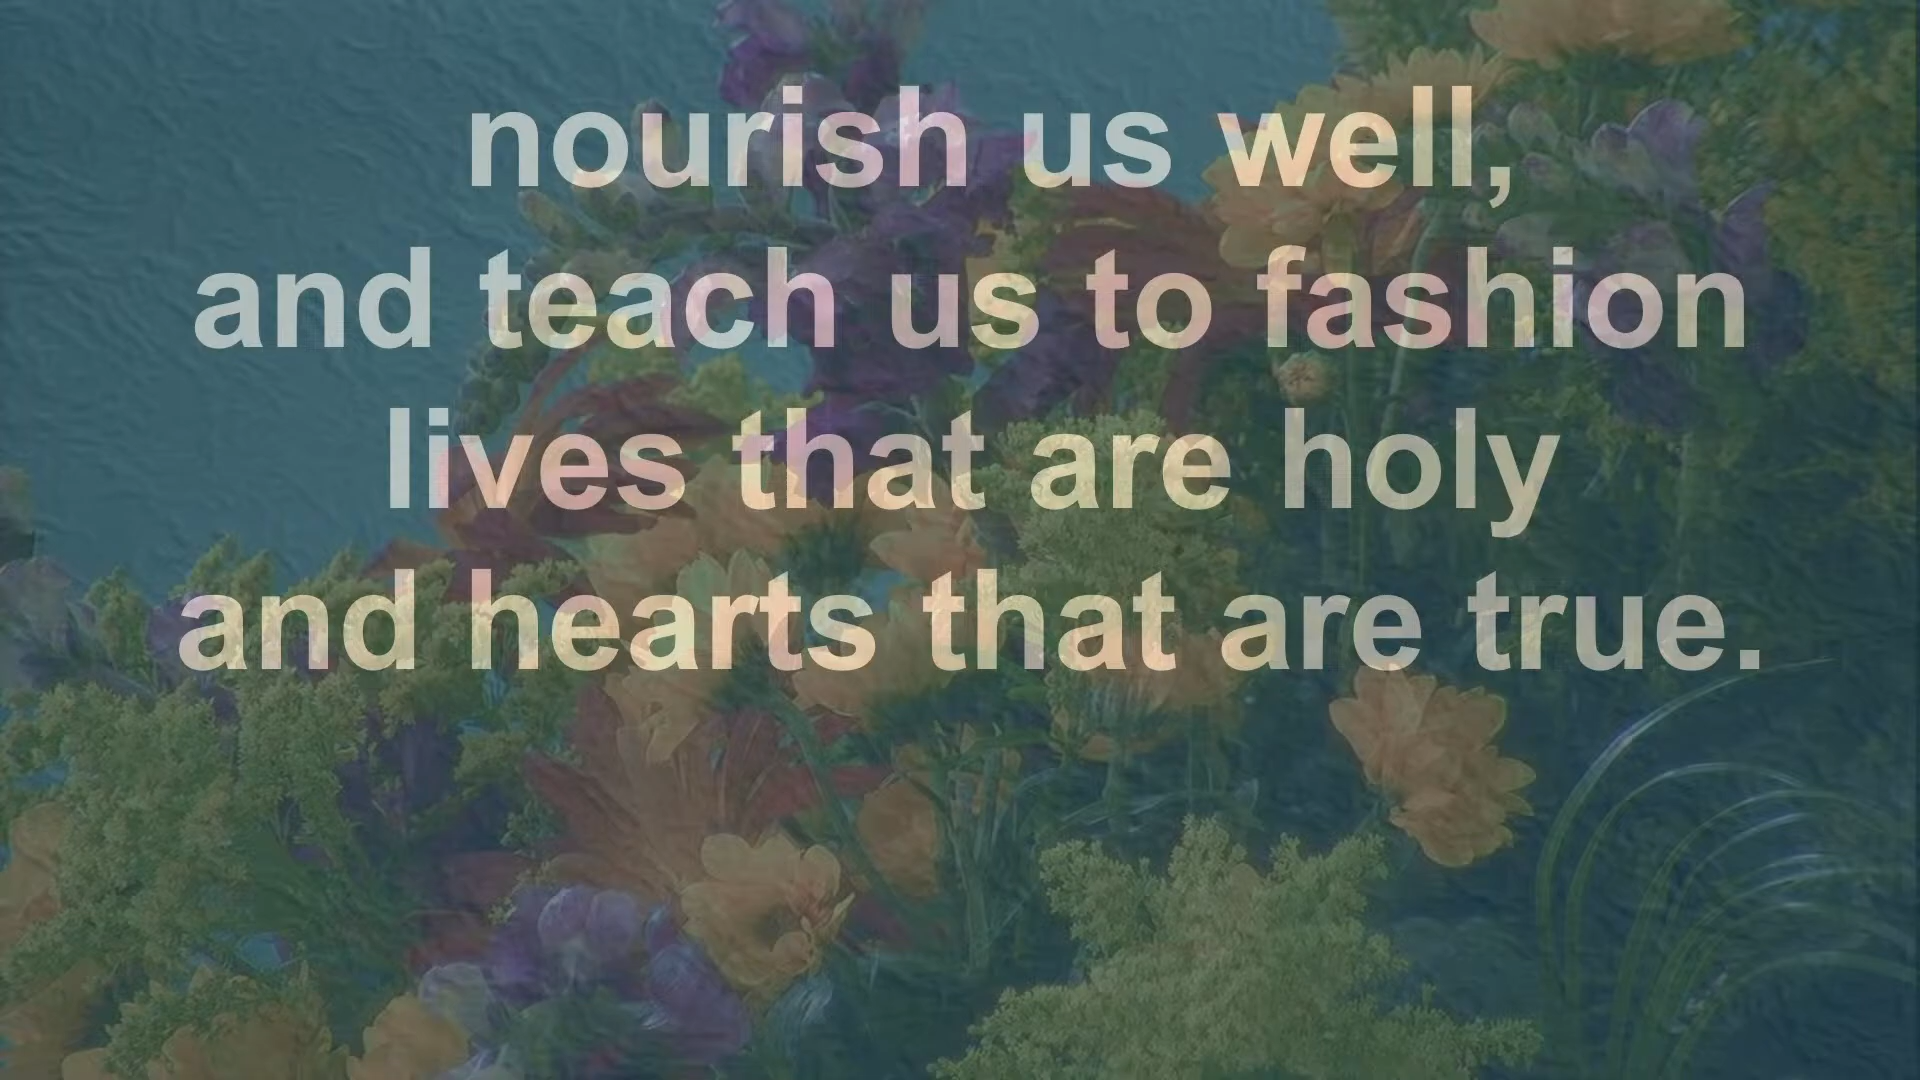 nourish us well,
and teach us to fashion
lives that are holy
and hearts that are true.